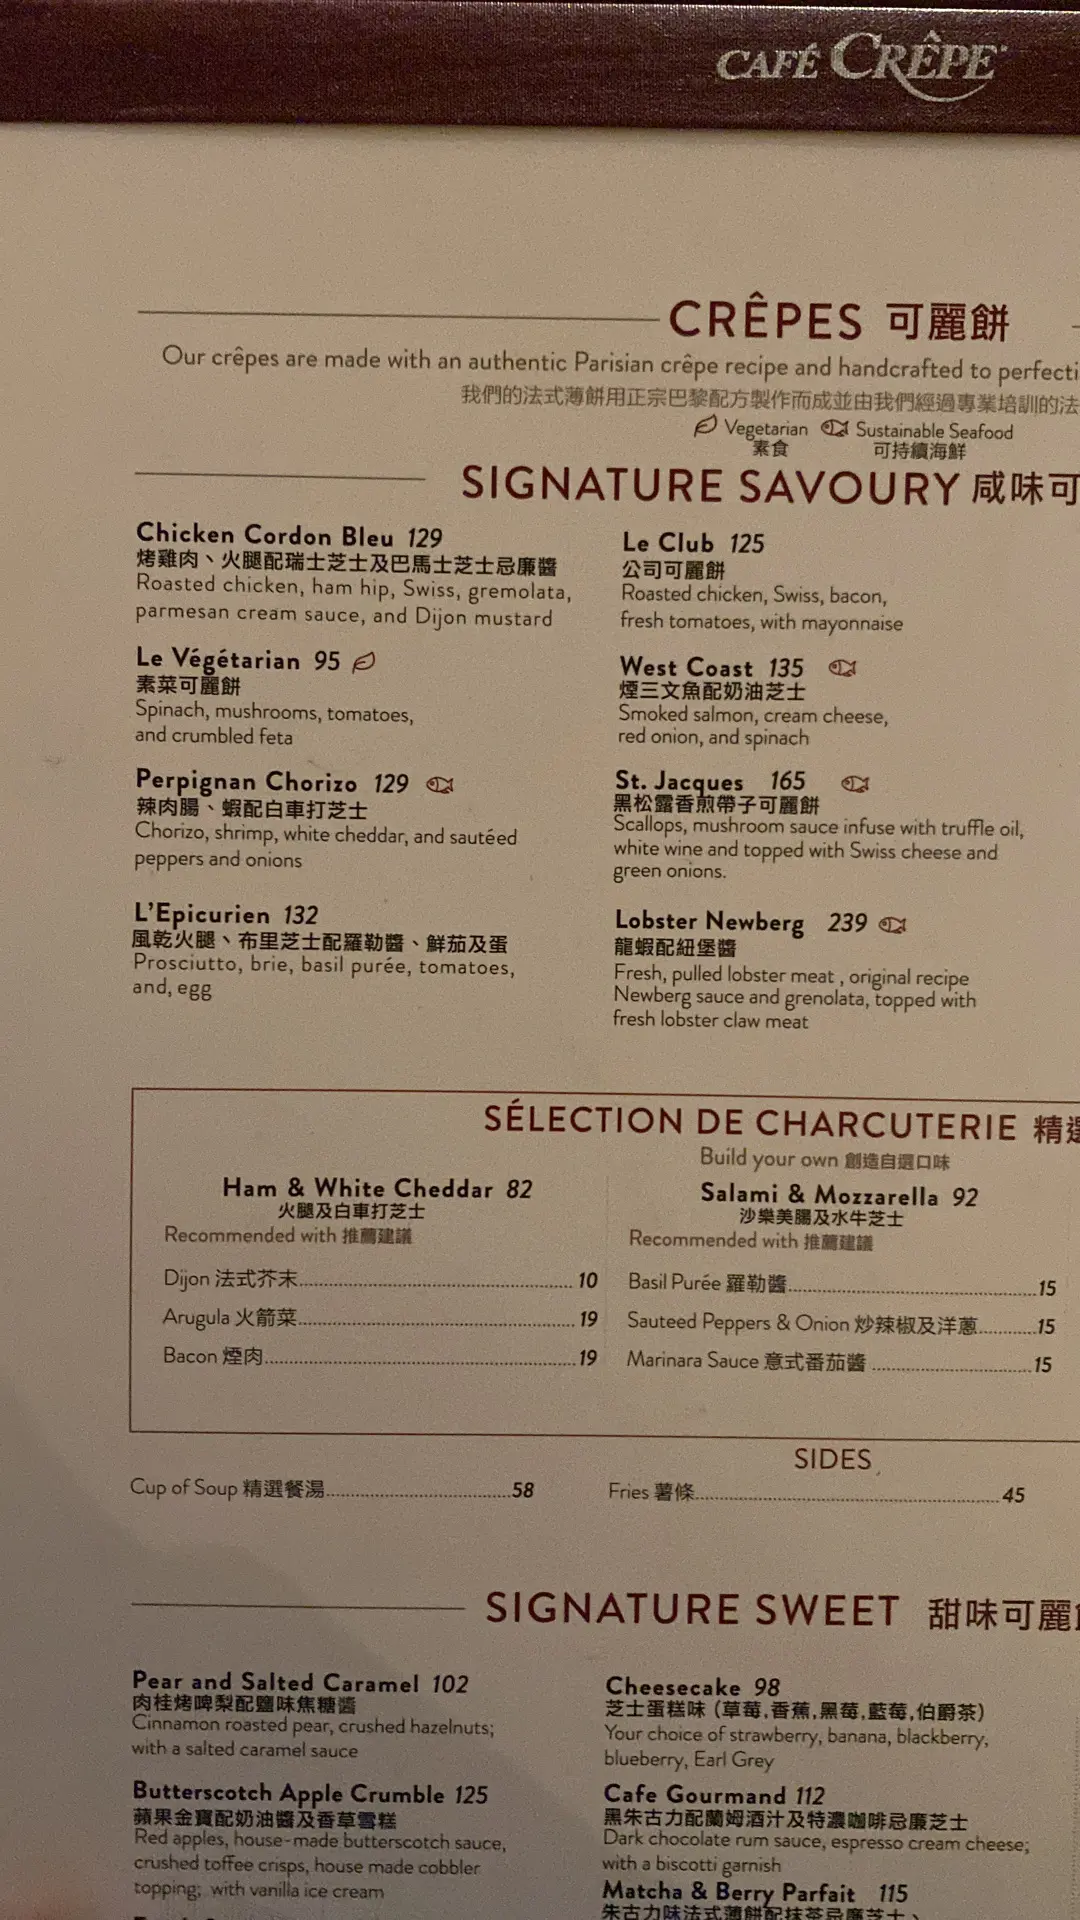 CAFÉ CRÊPE
CRÊPES 可麗餅
Our crêpes are made with an authentic Parisian crêpe recipe and handcrafted to perfecti
我們的法式薄餅用正宗巴黎配方製作而成並由我們經過專業培訓的法
Vegetarian Sustainable Seafood
素食 可持續海鮮
SIGNATURE SAVOURY 咸味可
Chicken Cordon Bleu 129
烤雞肉、火腿配瑞士芝士及巴馬士芝士忌廉醬
Roasted chicken, ham hip, Swiss, gremolata,
parmesan cream sauce, and Dijon mustard
Le Végétarian 95
素菜可麗餅
Spinach, mushrooms, tomatoes,
and crumbled feta
Perpignan Chorizo 129
辣肉腸、蝦配白車打芝士
Chorizo, shrimp, white cheddar, and sautéed
peppers and onions
L'Epicurien 132
風乾火腿、布里芝士配羅勒醬、鮮茄及蛋
Prosciutto, brie, basil purée, tomatoes,
and, egg
Le Club 125
公司可麗餅
Roasted chicken, Swiss, bacon,
fresh tomatoes, with mayonnaise
West Coast 135
煙三文魚配奶油芝士
Smoked salmon, cream cheese,
red onion, and spinach
St. Jacques 165
黑松露香煎帶子可麗餅
Scallops, mushroom sauce infuse with truffle oil,
white wine and topped with Swiss cheese and
green onions.
Lobster Newberg 239
龍蝦配紐堡醬
Fresh, pulled lobster meat , original recipe
Newberg sauce and grenolata, topped with
fresh lobster claw meat
SÉLECTION DE CHARCUTERIE 精選
Build your own 創造自選口味
Ham & White Cheddar 82
火腿及白車打芝士
Recommended with 推薦建議
Dijon 法式芥末 10
Arugula 火箭菜 19
Bacon 煙肉 19
Salami & Mozzarella 92
沙樂美腸及水牛芝士
Recommended with 推薦建議
Basil Purée 羅勒醬 15
Sauteed Peppers & Onion 炒辣椒及洋蔥 15
Marinara Sauce 意式番茄醬 15
SIDES
Cup of Soup 精選餐湯 58
Fries 薯條 45
SIGNATURE SWEET 甜味可麗
Pear and Salted Caramel 102
肉桂烤啤梨配鹽味焦糖醬
Cinnamon roasted pear, crushed hazelnuts;
with a salted caramel sauce
Butterscotch Apple Crumble 125
蘋果金寶配奶油醬及香草雪糕
Red apples, house-made butterscotch sauce,
crushed toffee crisps, house made cobbler
topping; with vanilla ice cream
Cheesecake 98
芝士蛋糕味 (草莓,香蕉,黑莓,藍莓,伯爵茶)
Your choice of strawberry, banana, blackberry,
blueberry, Earl Grey
Cafe Gourmand 112
黑朱古力配蘭姆酒汁及特濃咖啡忌廉芝士
Dark chocolate rum sauce, espresso cream cheese;
with a biscotti garnish
Matcha & Berry Parfait 115
朱古力味法式薄餅配抹茶忌廉芝士、